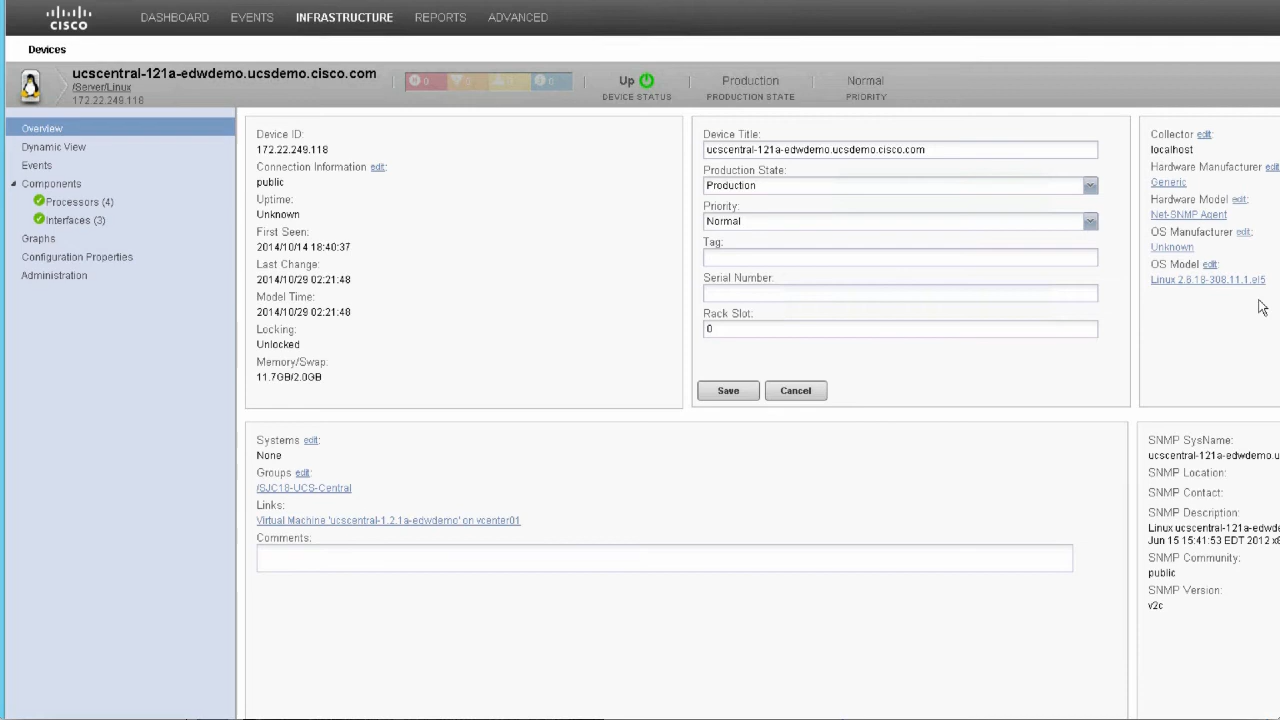 CISCO
DASHBOARD EVENTS INFRASTRUCTURE REPORTS ADVANCED
Devices
ucscentral-121a-edwdemo.ucsdemo.cisco.com
/Server/Linux
172.22.249.118
0 0 0 0
Up
DEVICE STATUS
Production
PRODUCTION STATE
Normal
PRIORITY
Overview
Dynamic View
Events
Components
Processors (4)
Interfaces (3)
Graphs
Configuration Properties
Administration
Device ID:
172.22.249.118
Connection Information edit:
public
Uptime:
Unknown
First Seen:
2014/10/14 18:40:37
Last Change:
2014/10/29 02:21:48
Model Time:
2014/10/29 02:21:48
Locking:
Unlocked
Memory/Swap:
11.7GB/2.0GB
Device Title:
ucscentral-121a-edwdemo.ucsdemo.cisco.com
Production State:
Production
Priority:
Normal
Tag:
Serial Number:
Rack Slot:
0
Save Cancel
Collector edit:
localhost
Hardware Manufacturer edit
Generic
Hardware Model edit:
Net-SNMP Agent
OS Manufacturer edit:
Unknown
OS Model edit:
Linux 2.6.18-308.11.1.el5
Systems edit:
None
Groups edit:
/SJC18-UCS-Central
Links:
Virtual Machine 'ucscentral-1.2.1a-edwdemo' on vcenter01
Comments:
SNMP SysName:
ucscentral-121a-edwdemo.u
SNMP Location:
SNMP Contact:
SNMP Description:
Linux ucscentral-121a-edwde
Jun 15 15:41:53 EDT 2012 x8
SNMP Community:
public
SNMP Version:
v2c